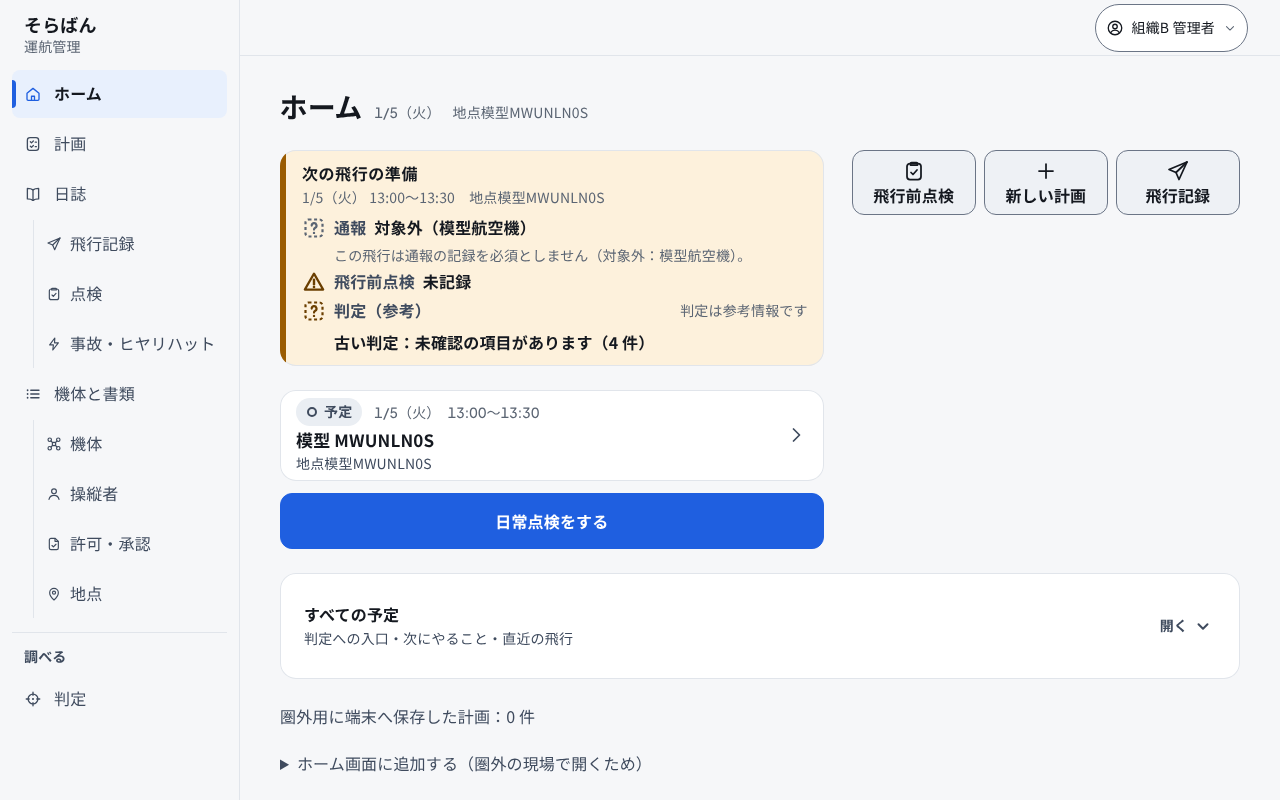 そらばん
運航管理
ホーム
計画
日誌
飛行記録
点検
事故・ヒヤリハット
機体と書類
機体
操縦者
許可・承認
地点
調べる
判定
組織B 管理者
ホーム 1/5（火） 地点模型MWUNLN0S
次の飛行の準備
1/5（火） 13:00〜13:30 地点模型MWUNLN0S
通報 対象外（模型航空機）
この飛行は通報の記録を必須としません（対象外：模型航空機）。
飛行前点検 未記録
判定（参考） 判定は参考情報です
古い判定：未確認の項目があります（4 件）
飛行前点検
新しい計画
飛行記録
予定 1/5（火） 13:00〜13:30
模型 MWUNLN0S
地点模型MWUNLN0S
日常点検をする
すべての予定
判定への入口・次にやること・直近の飛行
開く
圏外用に端末へ保存した計画：0 件
ホーム画面に追加する（圏外の現場で開くため）